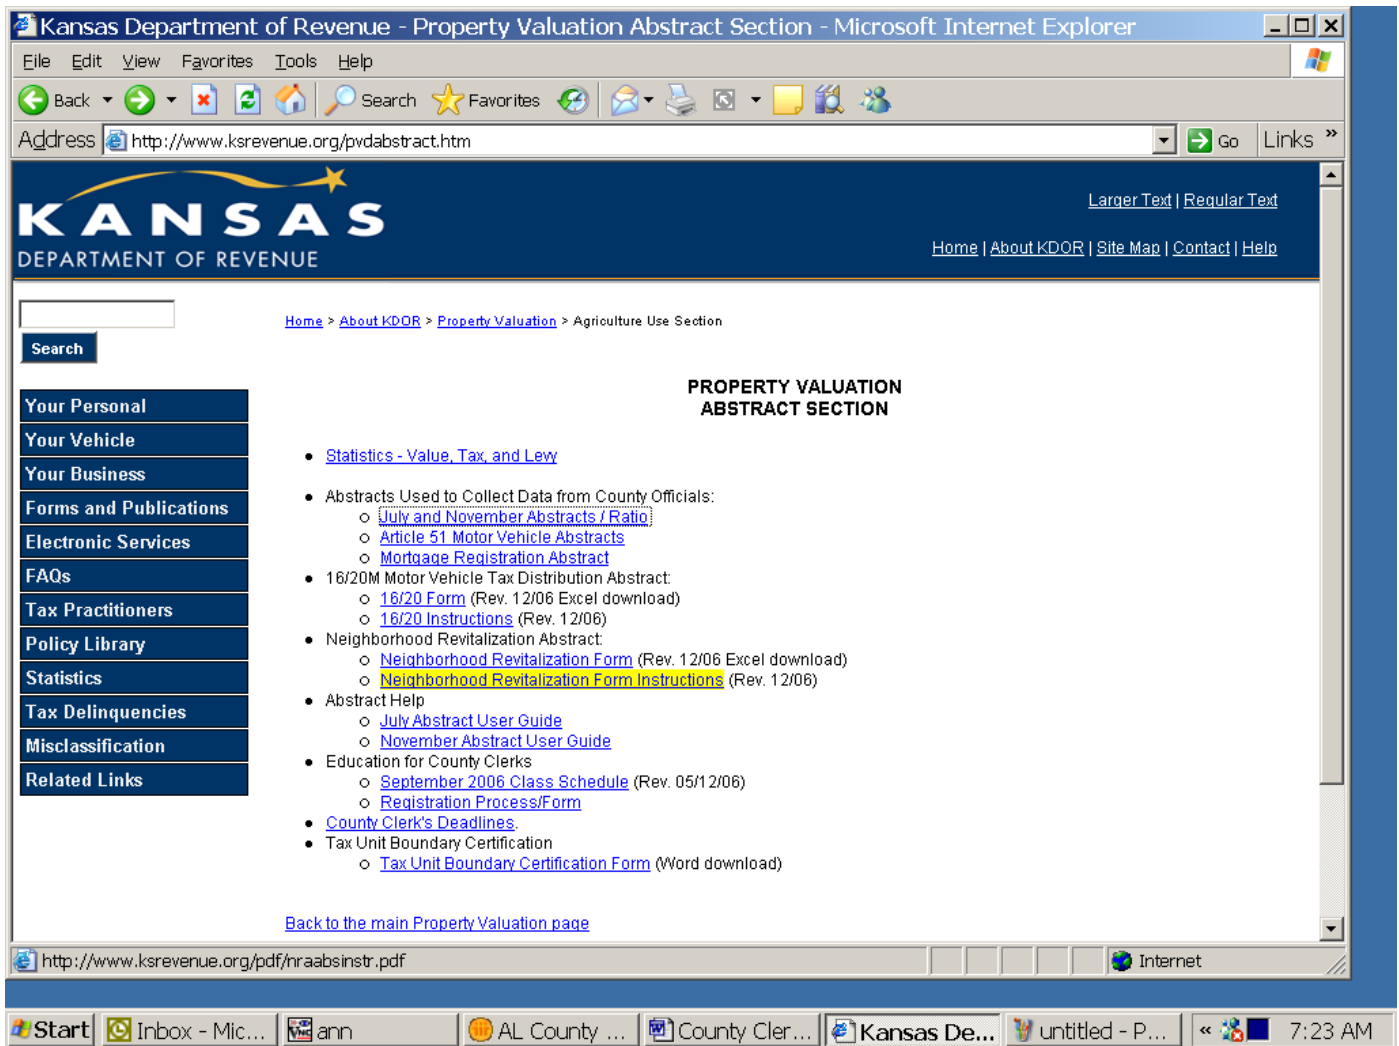 Kansas Department of Revenue - Property Valuation Abstract Section - Microsoft Internet Explorer
File Edit View Favorites Tools Help
Back Search Favorites
Address http://www.ksrevenue.org/pvdabstract.htm Go Links »
KANSAS
DEPARTMENT OF REVENUE
Larger Text | Regular Text
Home | About KDOR | Site Map | Contact | Help
Home > About KDOR > Property Valuation > Agriculture Use Section
Search
Your Personal
Your Vehicle
Your Business
Forms and Publications
Electronic Services
FAQs
Tax Practitioners
Policy Library
Statistics
Tax Delinquencies
Misclassification
Related Links
PROPERTY VALUATION
ABSTRACT SECTION
Statistics - Value, Tax, and Levy
Abstracts Used to Collect Data from County Officials:
July and November Abstracts / Ratio
Article 51 Motor Vehicle Abstracts
Mortgage Registration Abstract
16/20M Motor Vehicle Tax Distribution Abstract:
16/20 Form (Rev. 12/06 Excel download)
16/20 Instructions (Rev. 12/06)
Neighborhood Revitalization Abstract:
Neighborhood Revitalization Form (Rev. 12/06 Excel download)
Neighborhood Revitalization Form Instructions (Rev. 12/06)
Abstract Help
July Abstract User Guide
November Abstract User Guide
Education for County Clerks
September 2006 Class Schedule (Rev. 05/12/06)
Registration Process/Form
County Clerk's Deadlines.
Tax Unit Boundary Certification
Tax Unit Boundary Certification Form (Word download)
Back to the main Property Valuation page
http://www.ksrevenue.org/pdf/nraabsinstr.pdf Internet
Start Inbox - Mic... VNC ann AL County ... County Cler... Kansas De... untitled - P... « 7:23 AM